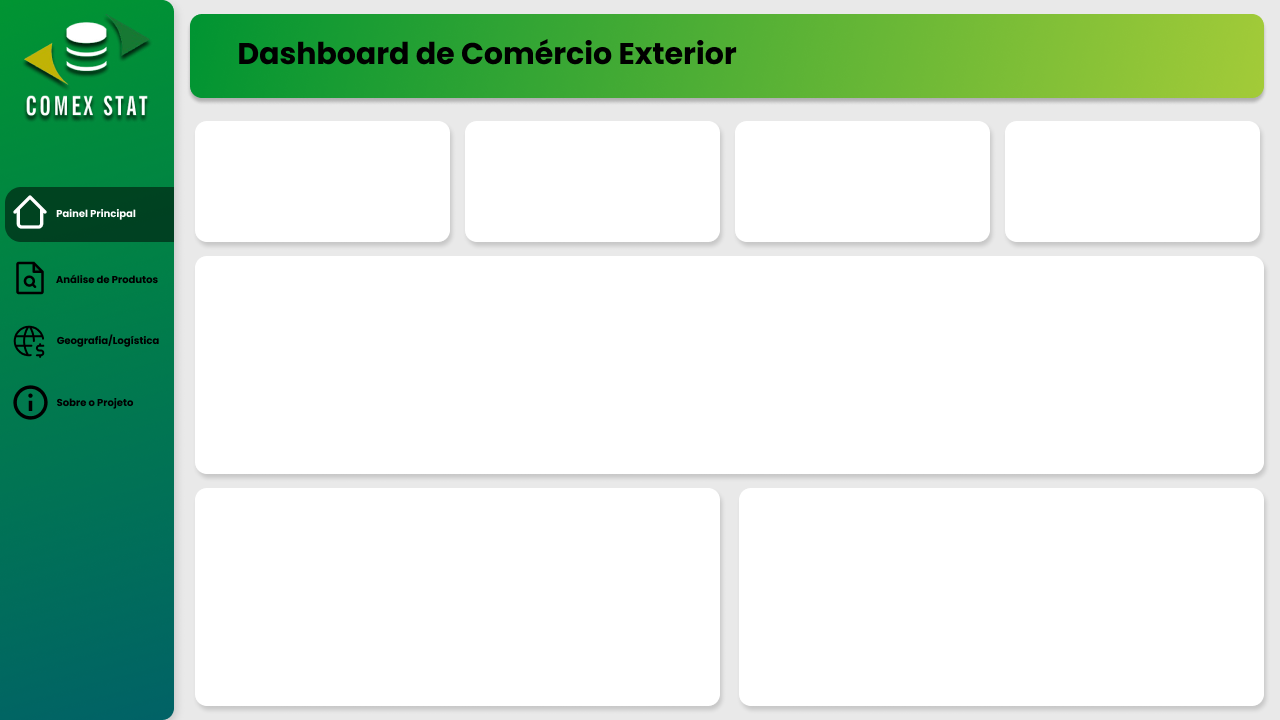 COMEX STAT
Dashboard de Comércio Exterior
Painel Principal
Análise de Produtos
Geografia/Logística
Sobre o Projeto